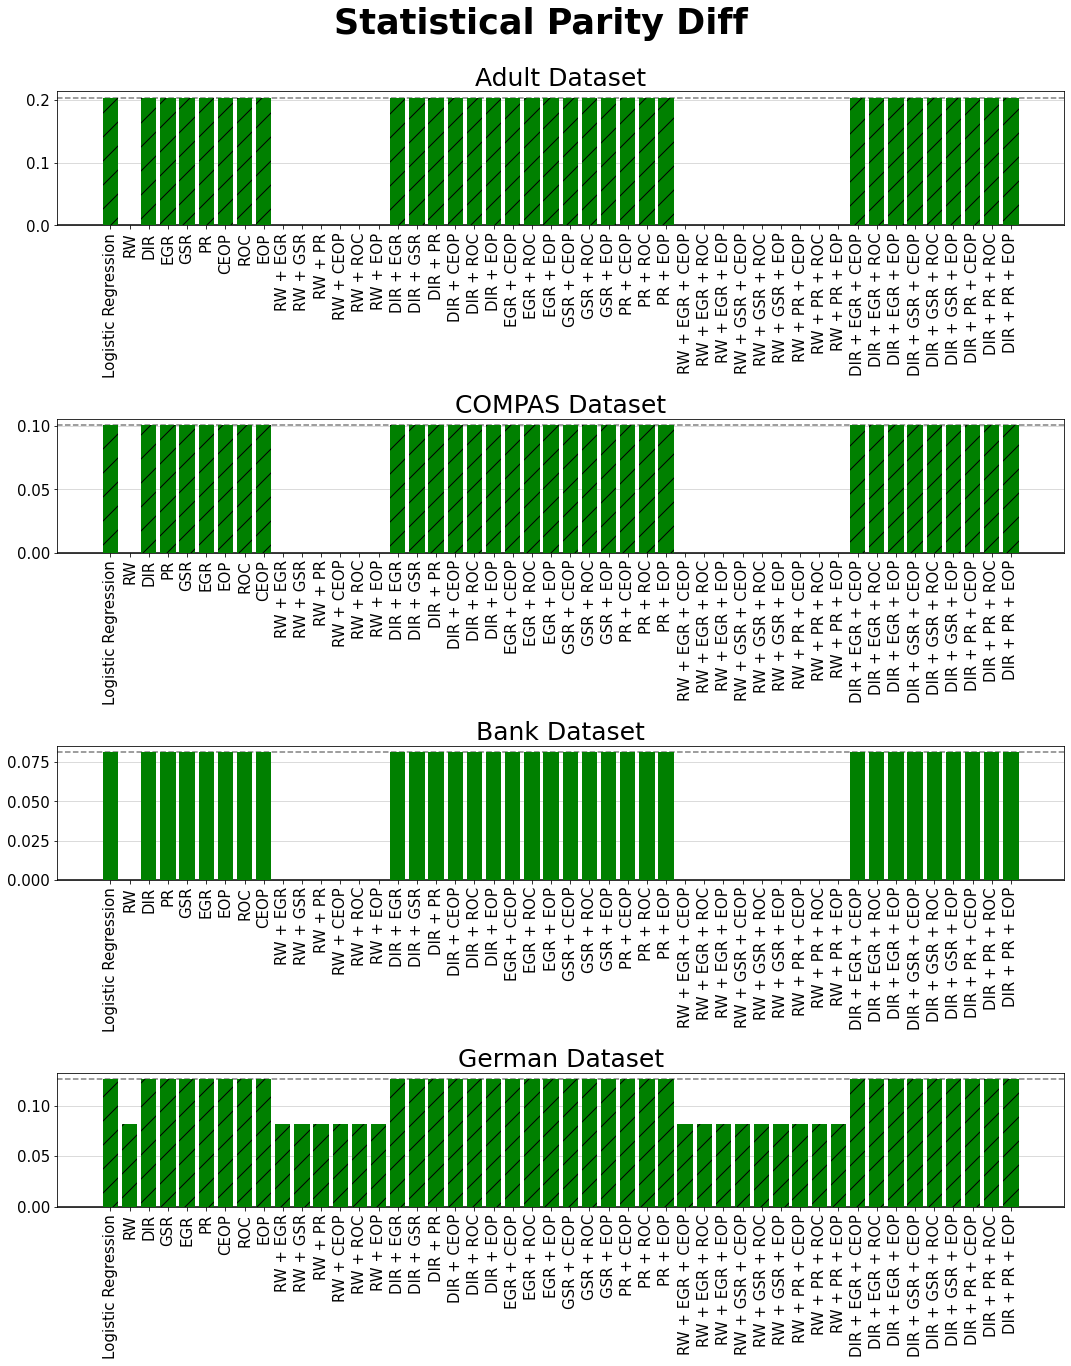 Statistical Parity Diff
Adult Dataset
0.2
0.1
0.0
Logistic Regression
RW
DIR
EGR
GSR
PR
CEOP
ROC
EOP
RW + EGR
RW + GSR
RW + PR
RW + CEOP
RW + ROC
RW + EOP
DIR + EGR
DIR + GSR
DIR + PR
DIR + CEOP
DIR + ROC
DIR + EOP
EGR + CEOP
EGR + ROC
EGR + EOP
GSR + CEOP
GSR + ROC
GSR + EOP
PR + CEOP
PR + ROC
PR + EOP
RW + EGR + CEOP
RW + EGR + ROC
RW + EGR + EOP
RW + GSR + CEOP
RW + GSR + ROC
RW + GSR + EOP
RW + PR + CEOP
RW + PR + ROC
RW + PR + EOP
DIR + EGR + CEOP
DIR + EGR + ROC
DIR + EGR + EOP
DIR + GSR + CEOP
DIR + GSR + ROC
DIR + GSR + EOP
DIR + PR + CEOP
DIR + PR + ROC
DIR + PR + EOP
COMPAS Dataset
0.10
0.05
0.00
Logistic Regression
RW
DIR
PR
GSR
EGR
EOP
ROC
CEOP
RW + EGR
RW + GSR
RW + PR
RW + CEOP
RW + ROC
RW + EOP
DIR + EGR
DIR + GSR
DIR + PR
DIR + CEOP
DIR + ROC
DIR + EOP
EGR + CEOP
EGR + ROC
EGR + EOP
GSR + CEOP
GSR + ROC
GSR + EOP
PR + CEOP
PR + ROC
PR + EOP
RW + EGR + CEOP
RW + EGR + ROC
RW + EGR + EOP
RW + GSR + CEOP
RW + GSR + ROC
RW + GSR + EOP
RW + PR + CEOP
RW + PR + ROC
RW + PR + EOP
DIR + EGR + CEOP
DIR + EGR + ROC
DIR + EGR + EOP
DIR + GSR + CEOP
DIR + GSR + ROC
DIR + GSR + EOP
DIR + PR + CEOP
DIR + PR + ROC
DIR + PR + EOP
Bank Dataset
0.075
0.050
0.025
0.000
Logistic Regression
RW
DIR
PR
GSR
EGR
EOP
ROC
CEOP
RW + EGR
RW + GSR
RW + PR
RW + CEOP
RW + ROC
RW + EOP
DIR + EGR
DIR + GSR
DIR + PR
DIR + CEOP
DIR + ROC
DIR + EOP
EGR + CEOP
EGR + ROC
EGR + EOP
GSR + CEOP
GSR + ROC
GSR + EOP
PR + CEOP
PR + ROC
PR + EOP
RW + EGR + CEOP
RW + EGR + ROC
RW + EGR + EOP
RW + GSR + CEOP
RW + GSR + ROC
RW + GSR + EOP
RW + PR + CEOP
RW + PR + ROC
RW + PR + EOP
DIR + EGR + CEOP
DIR + EGR + ROC
DIR + EGR + EOP
DIR + GSR + CEOP
DIR + GSR + ROC
DIR + GSR + EOP
DIR + PR + CEOP
DIR + PR + ROC
DIR + PR + EOP
German Dataset
0.10
0.05
0.00
Logistic Regression
RW
DIR
GSR
EGR
PR
CEOP
ROC
EOP
RW + EGR
RW + GSR
RW + PR
RW + CEOP
RW + ROC
RW + EOP
DIR + EGR
DIR + GSR
DIR + PR
DIR + CEOP
DIR + ROC
DIR + EOP
EGR + CEOP
EGR + ROC
EGR + EOP
GSR + CEOP
GSR + ROC
GSR + EOP
PR + CEOP
PR + ROC
PR + EOP
RW + EGR + CEOP
RW + EGR + ROC
RW + EGR + EOP
RW + GSR + CEOP
RW + GSR + ROC
RW + GSR + EOP
RW + PR + CEOP
RW + PR + ROC
RW + PR + EOP
DIR + EGR + CEOP
DIR + EGR + ROC
DIR + EGR + EOP
DIR + GSR + CEOP
DIR + GSR + ROC
DIR + GSR + EOP
DIR + PR + CEOP
DIR + PR + ROC
DIR + PR + EOP